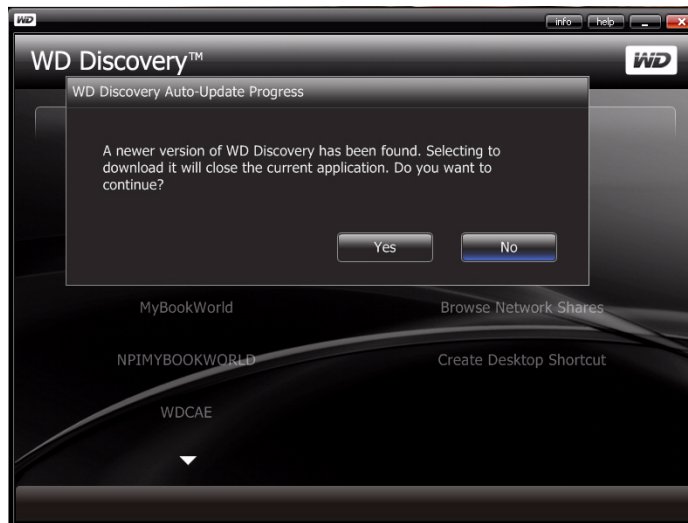 WD
info help
WD Discovery™
WD
WD Discovery Auto-Update Progress
A newer version of WD Discovery has been found. Selecting to
download it will close the current application. Do you want to
continue?
Yes No
MyBookWorld Browse Network Shares
NPIMYBOOKWORLD Create Desktop Shortcut
WDCAE